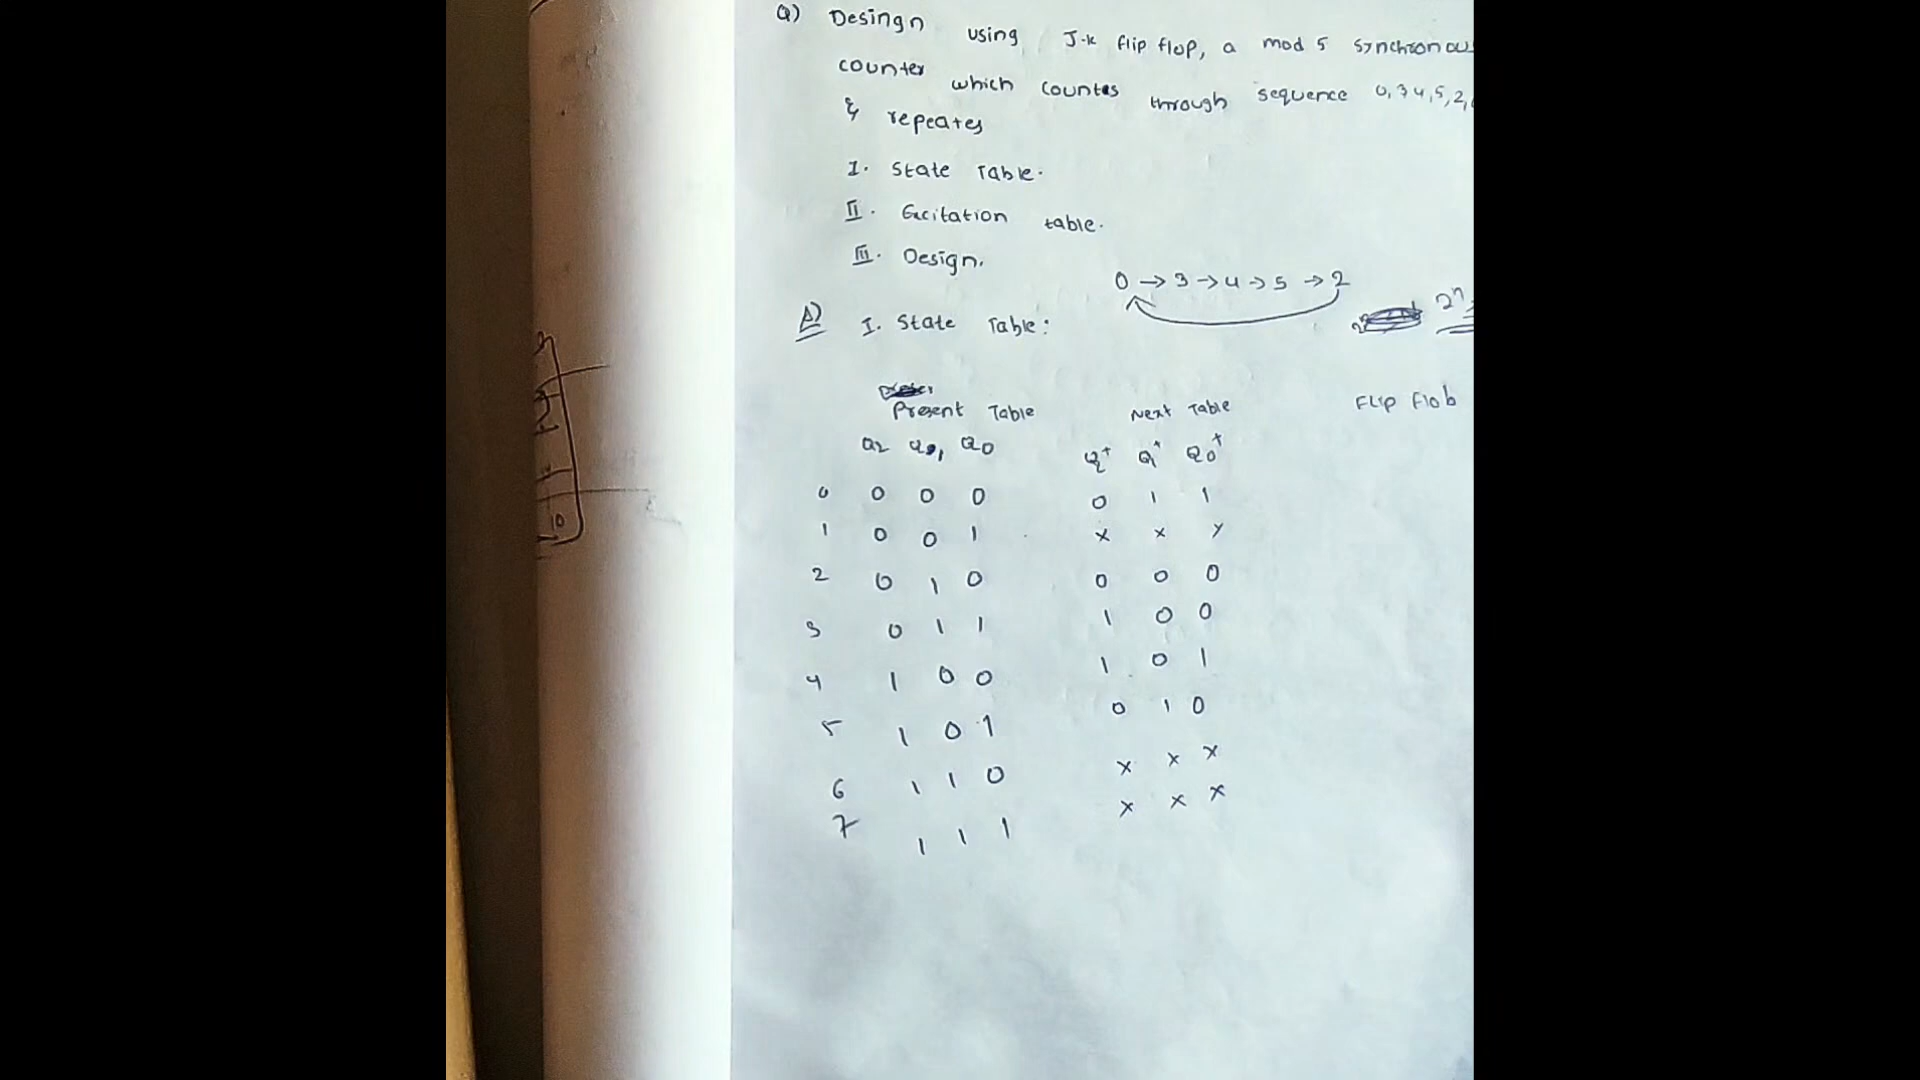 Q) Desingn using J-K flip flop, a mod 5 synchronous
counter which countes through sequence 0,3 4,5,2,
& repeates
I. State Table.
II. Excitation table.
III. Design.
0 → 3 → 4 → 5 → 2
A) I. State Table:
2^n
Present Table Next Table Flip Flob
Q2 Q1 Q0 Q2+ Q1+ Q0+
0 0 0 0 0 1 1
1 0 0 1 x x x
2 0 1 0 0 0 0
3 0 1 1 1 0 0
4 1 0 0 1 0 1
5 1 0 1 0 1 0
6 1 1 0 x x x
7 1 1 1 x x x